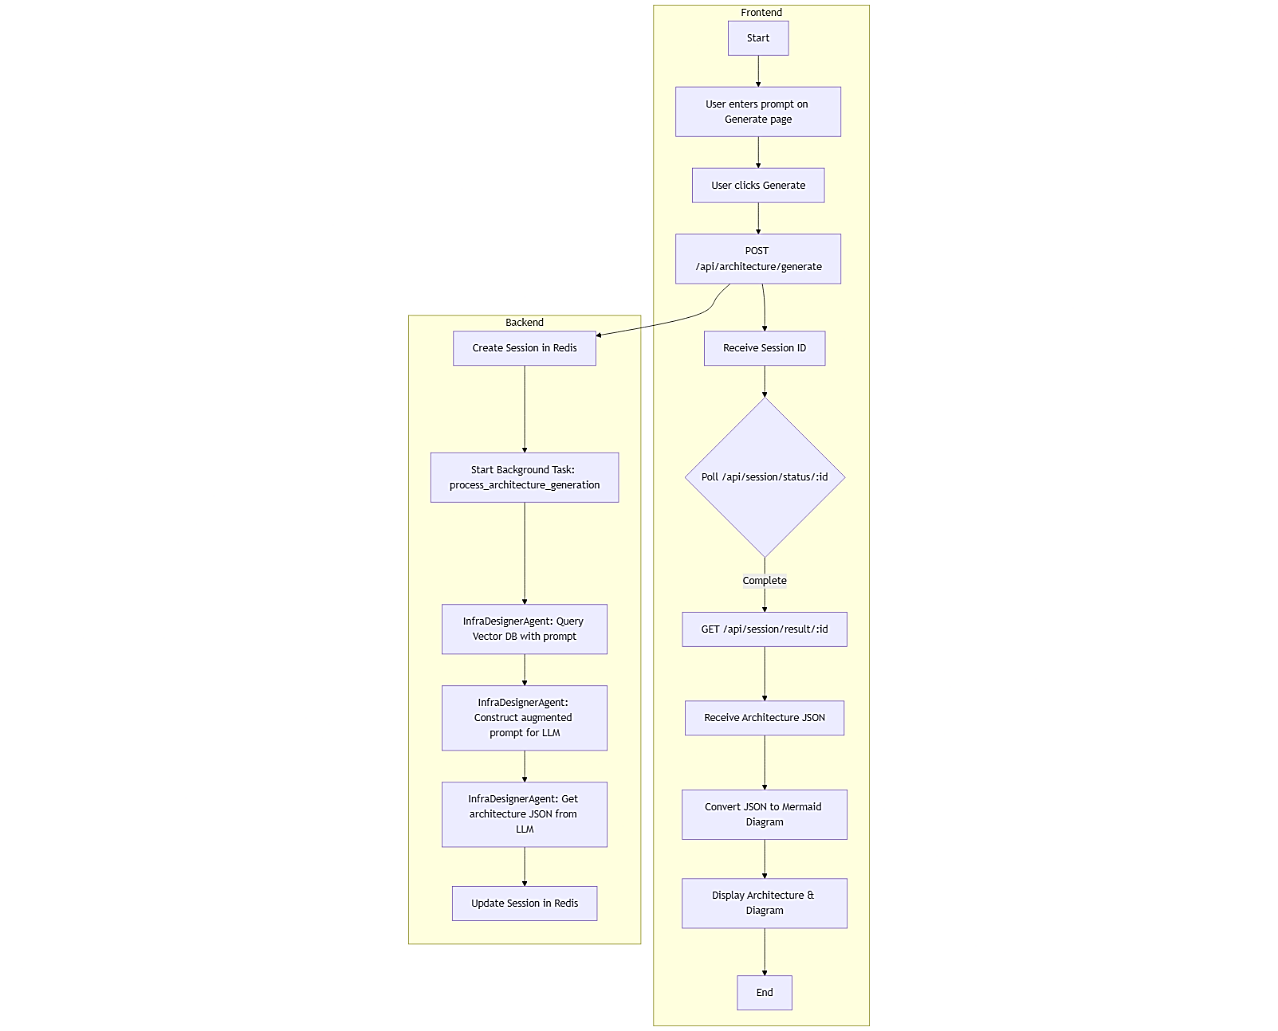 Frontend
Start
User enters prompt on
Generate page
User clicks Generate
POST
/api/architecture/generate
Backend
Create Session in Redis
Receive Session ID
Start Background Task:
process_architecture_generation
Poll /api/session/status/:id
Complete
InfraDesignerAgent: Query
Vector DB with prompt
GET /api/session/result/:id
InfraDesignerAgent:
Construct augmented
prompt for LLM
Receive Architecture JSON
InfraDesignerAgent: Get
architecture JSON from
LLM
Convert JSON to Mermaid
Diagram
Update Session in Redis
Display Architecture &
Diagram
End